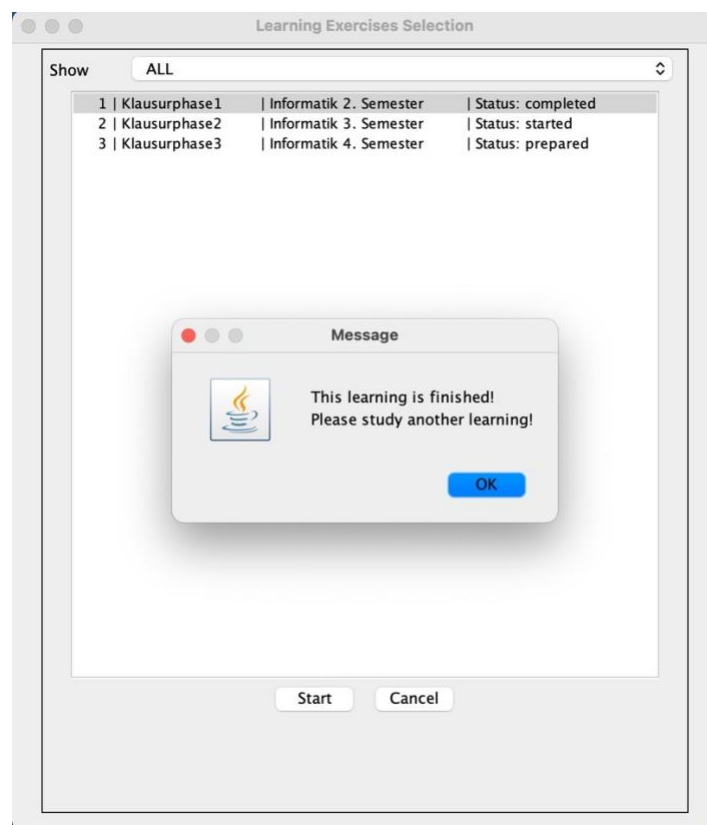 Learning Exercises Selection
Show ALL
1 | Klausurphase1 | Informatik 2. Semester | Status: completed
2 | Klausurphase2 | Informatik 3. Semester | Status: started
3 | Klausurphase3 | Informatik 4. Semester | Status: prepared
Message
This learning is finished!
Please study another learning!
OK
Start Cancel